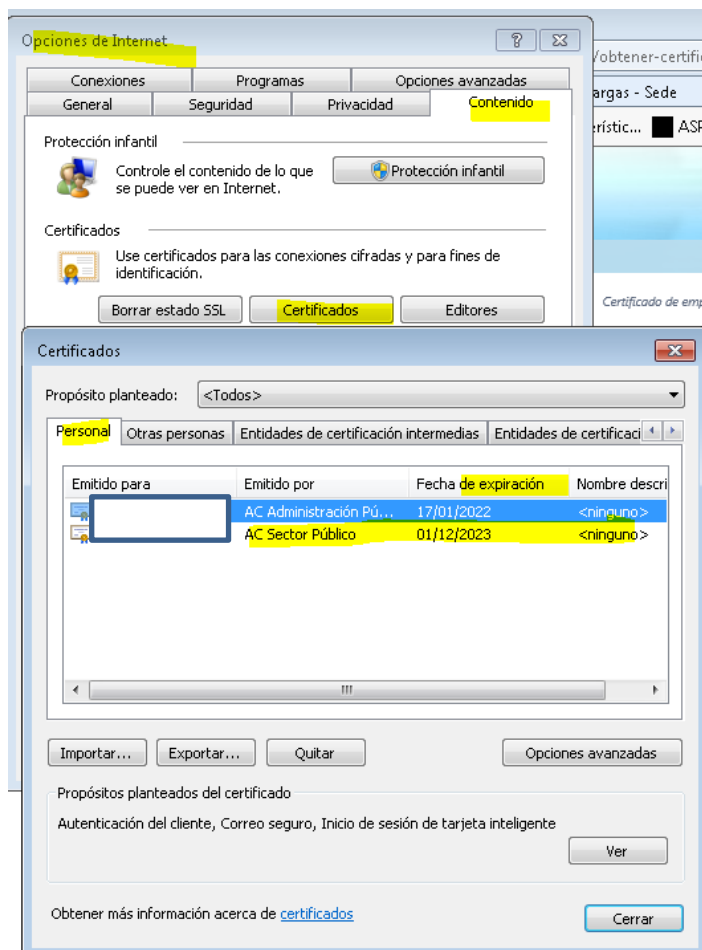 Opciones de Internet
/obtener-certifi
Conexiones Programas Opciones avanzadas
argas - Sede
General Seguridad Privacidad Contenido
rístic... ASP
Protección infantil
Controle el contenido de lo que
se puede ver en Internet.
Protección infantil
Certificados
Use certificados para las conexiones cifradas y para fines de
identificación.
Certificado de emp
Borrar estado SSL Certificados Editores
Certificados
Propósito planteado: <Todos>
Personal Otras personas Entidades de certificación intermedias Entidades de certificaci
Emitido para Emitido por Fecha de expiración Nombre descri
AC Administración Pú... 17/01/2022 <ninguno>
AC Sector Público 01/12/2023 <ninguno>
Importar... Exportar... Quitar Opciones avanzadas
Propósitos planteados del certificado
Autenticación del cliente, Correo seguro, Inicio de sesión de tarjeta inteligente
Ver
Obtener más información acerca de certificados
Cerrar